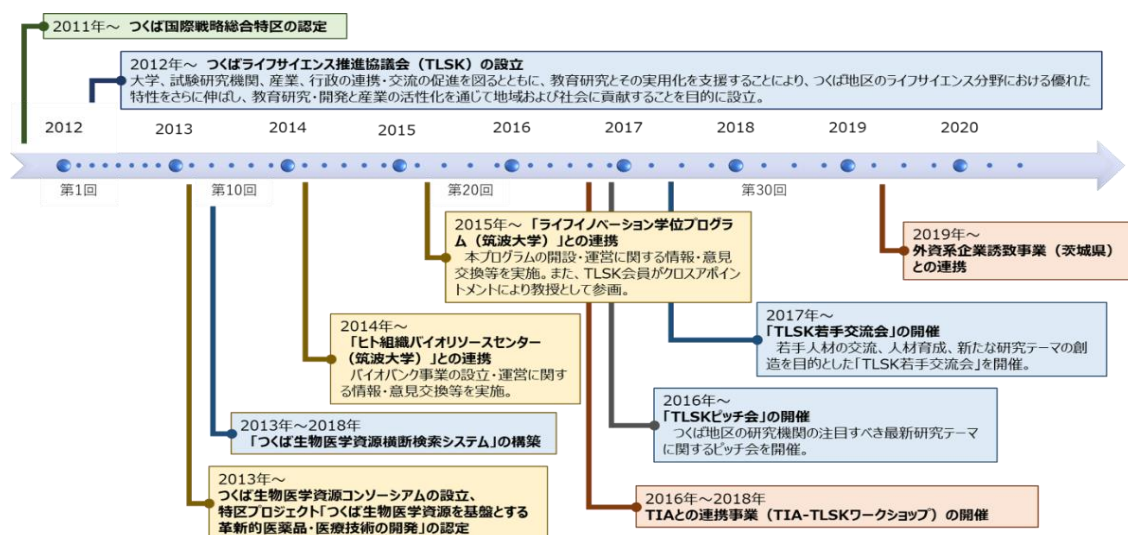 2011年～ つくば国際戦略総合特区の認定
2012年～ つくばライフサイエンス推進協議会（TLSK）の設立
大学、試験研究機関、産業、行政の連携・交流の促進を図るとともに、教育研究とその実用化を支援することにより、つくば地区のライフサイエンス分野における優れた
特性をさらに伸ばし、教育研究・開発と産業の活性化を通じて地域および社会に貢献することを目的に設立。
2012 2013 2014 2015 2016 2017 2018 2019 2020
第1回 第10回 第20回 第30回
2015年～ 「ライフイノベーション学位プログラ
ム（筑波大学）」との連携
本プログラムの開設・運営に関する情報・意見
交換等を実施。また、TLSK会員がクロスアポイ
ントメントにより教授として参画。
2019年～
外資系企業誘致事業（茨城県）
との連携
2014年～
「ヒト組織バイオリソースセンター
（筑波大学）」との連携
バイオバンク事業の設立・運営に関す
る情報・意見交換等を実施。
2017年～
「TLSK若手交流会」の開催
若手人材の交流、人材育成、新たな研究テーマの創
造を目的とした「TLSK若手交流会」を開催。
2013年～2018年
「つくば生物医学資源横断検索システム」の構築
2016年～
「TLSKピッチ会」の開催
つくば地区の研究機関の注目すべき最新研究テーマ
に関するピッチ会を開催。
2013年～
つくば生物医学資源コンソーシアムの設立、
特区プロジェクト「つくば生物医学資源を基盤とする
革新的医薬品・医療技術の開発」の認定
2016年～2018年
TIAとの連携事業（TIA-TLSKワークショップ）の開催